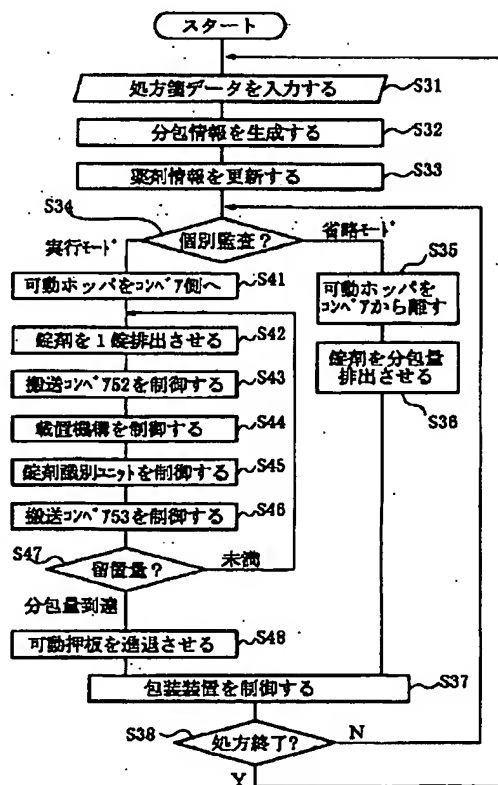 スタート
処方箋データを入力する
S31
分包情報を生成する
S32
薬剤情報を更新する
S33
S34
個別監査?
実行モード
省略モード
可動ホッパをコンベア側へ
S41
S35
可動ホッパを
コンベアから離す
錠剤を1錠排出させる
S42
錠剤を分包量
排出させる
S36
搬送コンベア52を制御する
S43
載置機構を制御する
S44
錠剤識別ユニットを制御する
S45
搬送コンベア53を制御する
S46
S47
留置量?
未満
分包量到達
可動押板を進退させる
S48
包装装置を制御する
S37
S38
処方終了?
N
Y